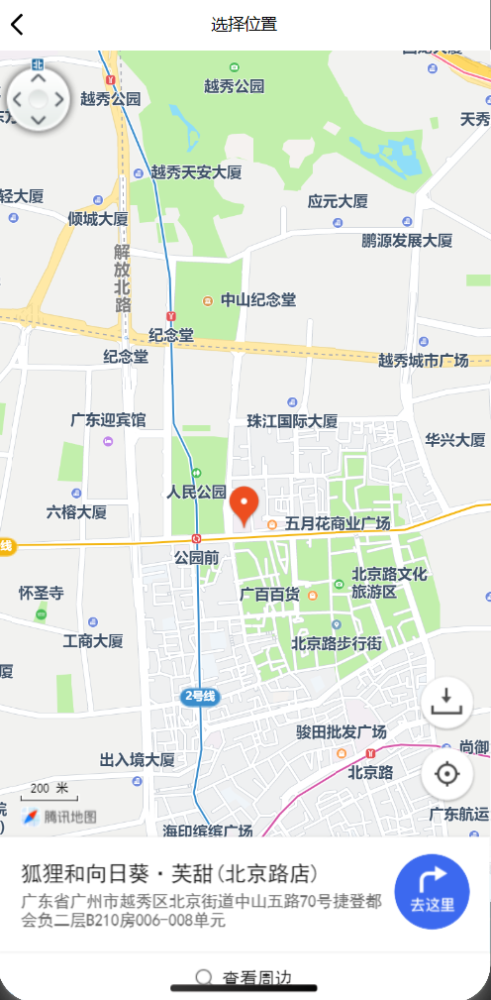 选择位置
北
越秀公园
越秀公园
天秀
越秀天安大厦
轻大厦
倾城大厦
应元大厦
鹏源发展大厦
解放北路
中山纪念堂
纪念堂
纪念堂
越秀城市广场
广东迎宾馆
珠江国际大厦
华兴大厦
人民公园
六榕大厦
五月花商业广场
线
公园前
北京路文化
旅游区
怀圣寺
广百百货
工商大厦
北京路步行街
厦
2号线
骏田批发广场
尚御
出入境大厦
北京路
200 米
腾讯地图
院
广东航运
海印缤缤广场
狐狸和向日葵·芙甜(北京路店)
广东省广州市越秀区北京街道中山五路70号捷登都
会负二层B210房006-008单元
去这里
查看周边